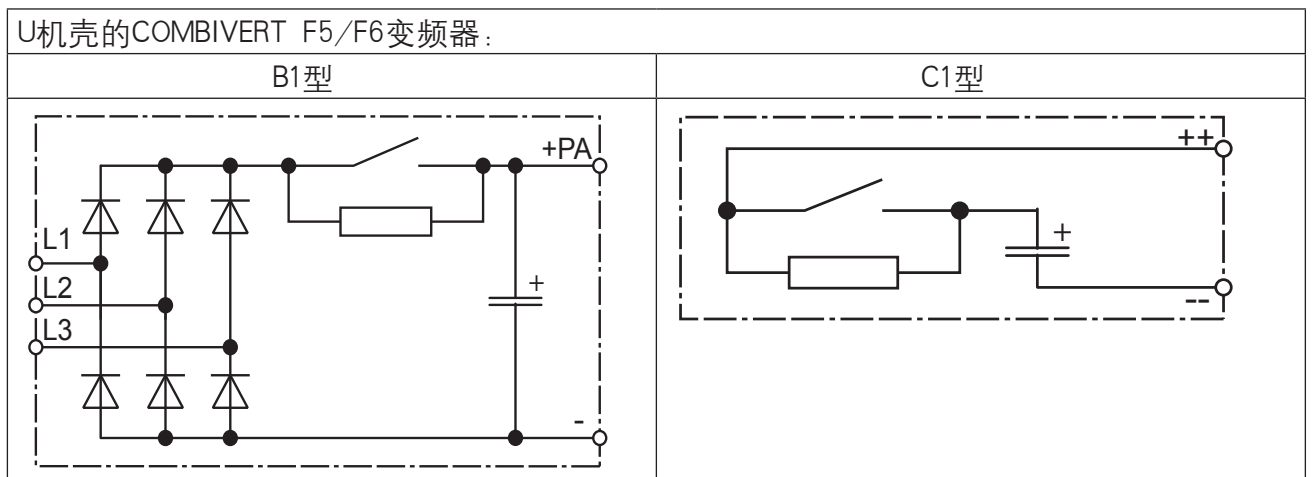 U机壳的COMBIVERT F5/F6变频器:
B1型
C1型
+PA
L1
L2
L3
+
-
++
+
--